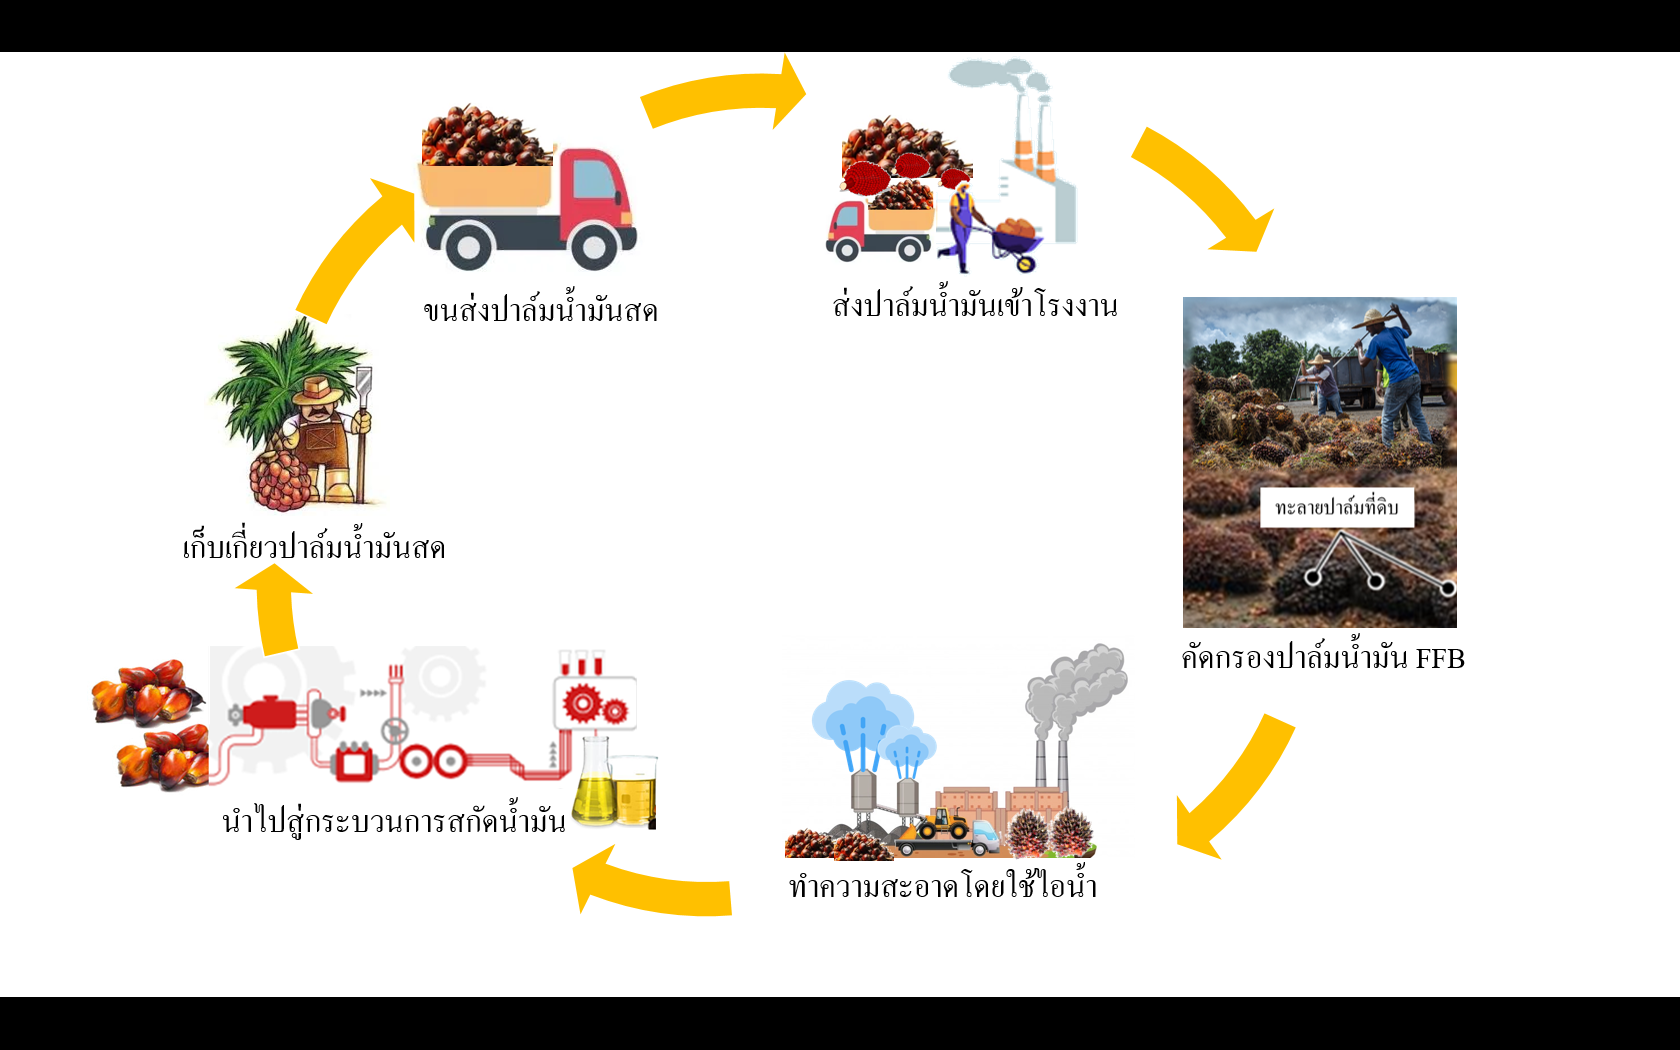 ขนส่งปาล์มน้ำมันสด
ส่งปาล์มน้ำมันเข้าโรงงาน
ทะลายปาล์มที่ดิบ
คัดกรองปาล์มน้ำมัน FFB
ทำความสะอาดโดยใช้ไอน้ำ
นำไปสู่กระบวนการสกัดน้ำมัน
เก็บเกี่ยวปาล์มน้ำมันสด